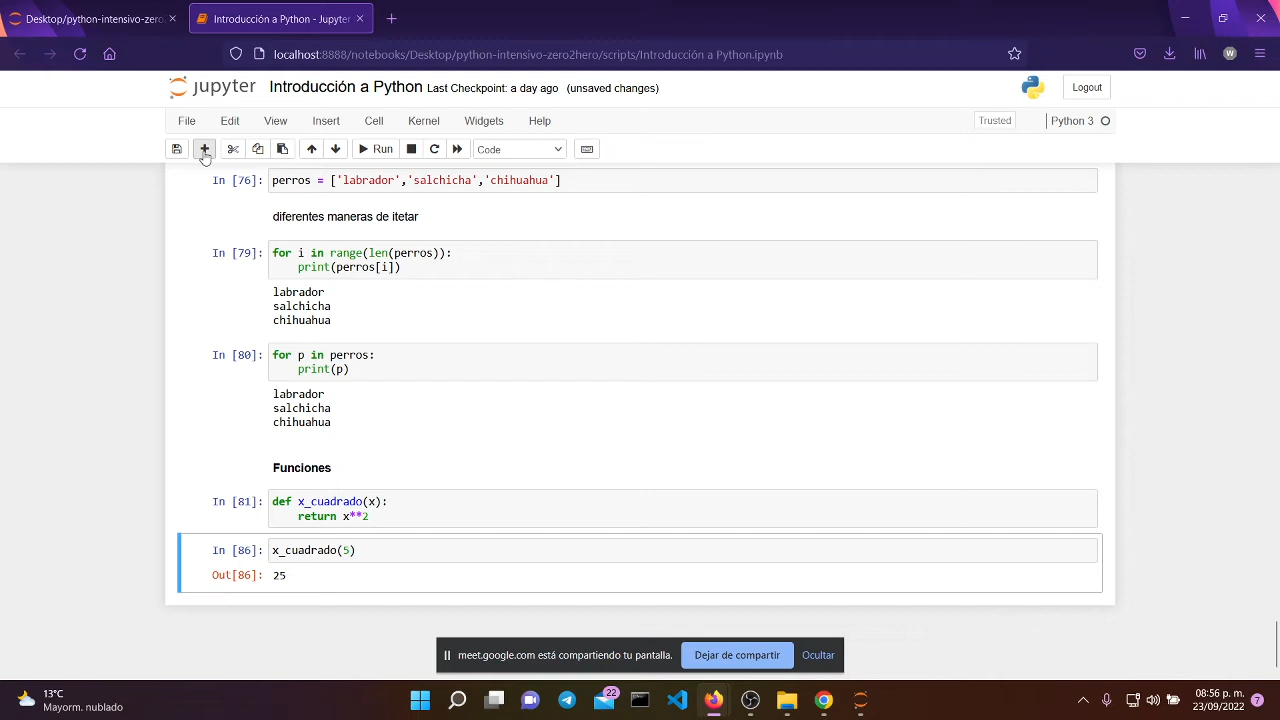 Desktop/python-intensivo-zero
Introducción a Python - Jupyter
localhost:8888/notebooks/Desktop/python-intensivo-zero2hero/scripts/Introducción a Python.ipynb
W
jupyter Introducción a Python Last Checkpoint: a day ago (unsaved changes)
Logout
File Edit View Insert Cell Kernel Widgets Help
Trusted
Python 3
Run
Code
In [76]: perros = ['labrador','salchicha','chihuahua']
diferentes maneras de itetar
In [79]: for i in range(len(perros)):
print(perros[i])
labrador
salchicha
chihuahua
In [80]: for p in perros:
print(p)
labrador
salchicha
chihuahua
Funciones
In [81]: def x_cuadrado(x):
return x**2
In [86]: x_cuadrado(5)
Out[86]: 25
meet.google.com está compartiendo tu pantalla.
Dejar de compartir
Ocultar
13°C
Mayorm. nublado
22
08:56 p. m.
23/09/2022
7